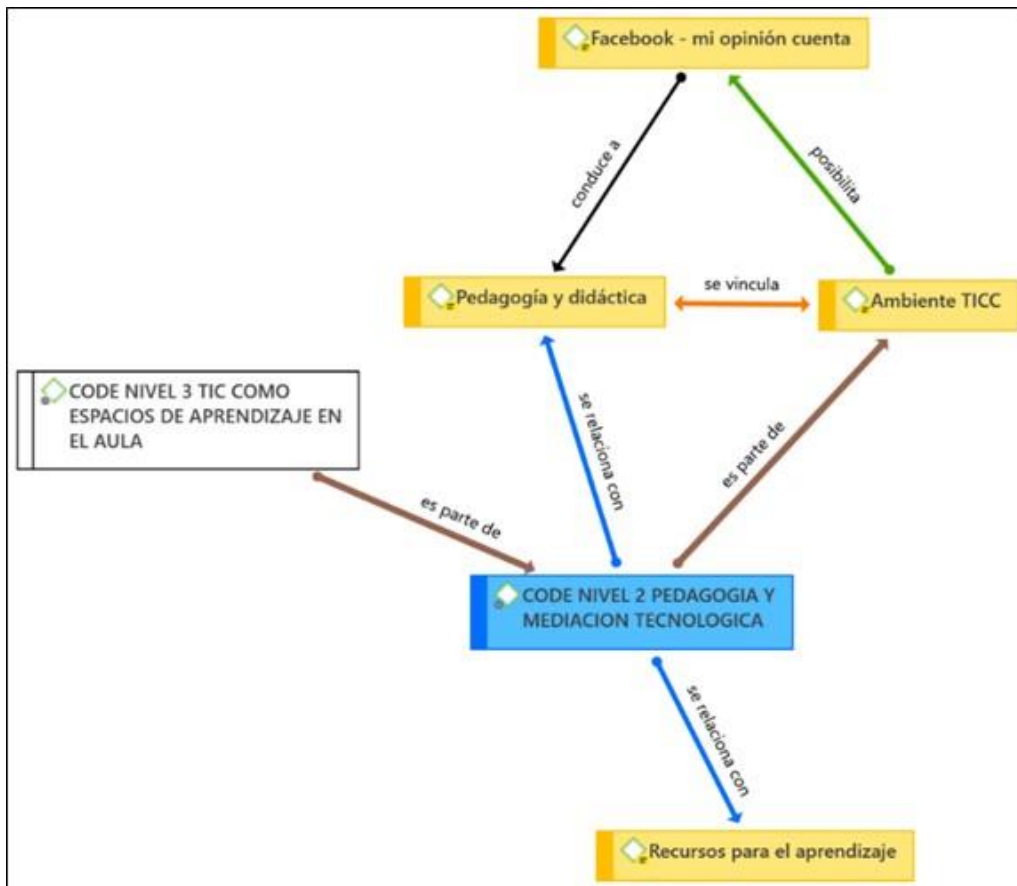 Facebook - mi opinión cuenta
conduce a
posibilita
Pedagogía y didáctica
se vincula
Ambiente TICC
CODE NIVEL 3 TIC COMO
ESPACIOS DE APRENDIZAJE EN
EL AULA
se relaciona con
es parte de
es parte de
CODE NIVEL 2 PEDAGOGIA Y
MEDIACION TECNOLOGICA
se relaciona con
Recursos para el aprendizaje